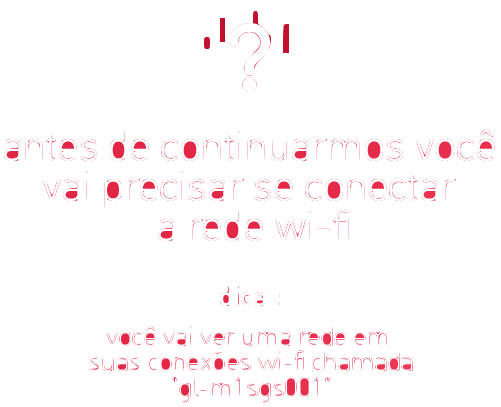 ?
antes de continuarmos você
vai precisar se conectar
a rede wi-fi
dica:
você vai ver uma rede em
suas conexões wi-fi chamada
"gl-m1sgs001"